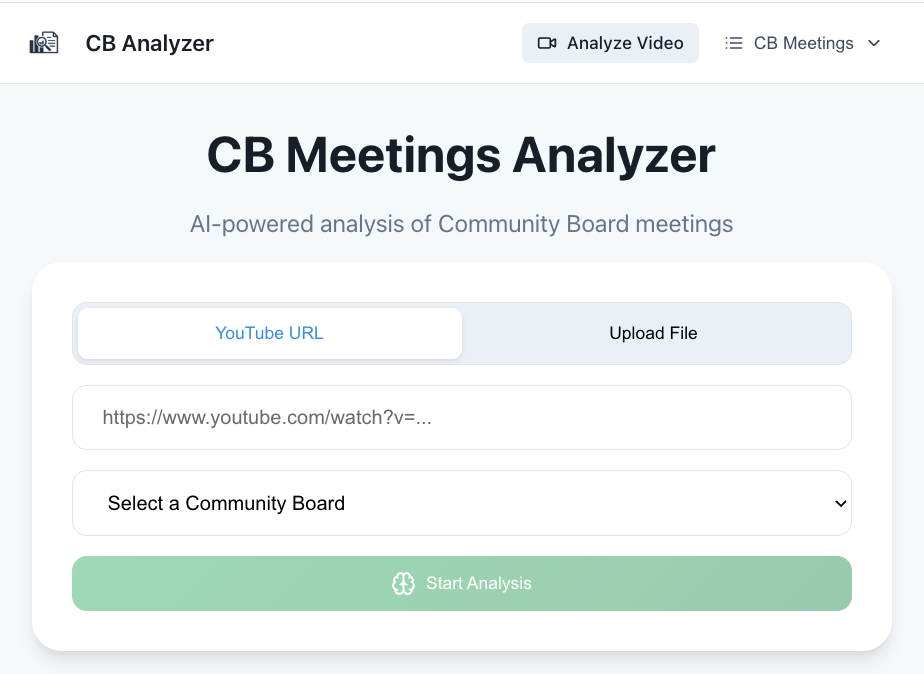 CB Analyzer
Analyze Video
CB Meetings
CB Meetings Analyzer
AI-powered analysis of Community Board meetings
YouTube URL
Upload File
https://www.youtube.com/watch?v=...
Select a Community Board
Start Analysis